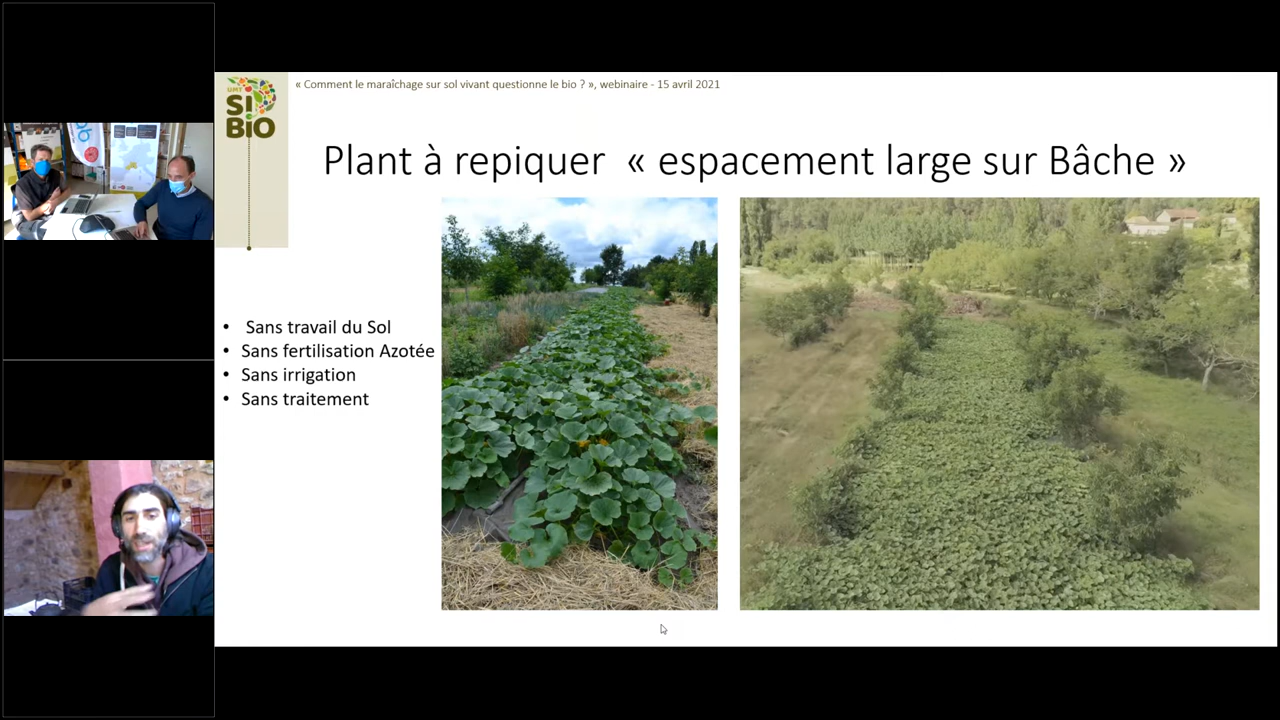 « Comment le maraîchage sur sol vivant questionne le bio ? », webinaire - 15 avril 2021
UMT
SI
BIO
Plant à repiquer « espacement large sur Bâche »
• Sans travail du Sol
• Sans fertilisation Azotée
• Sans irrigation
• Sans traitement